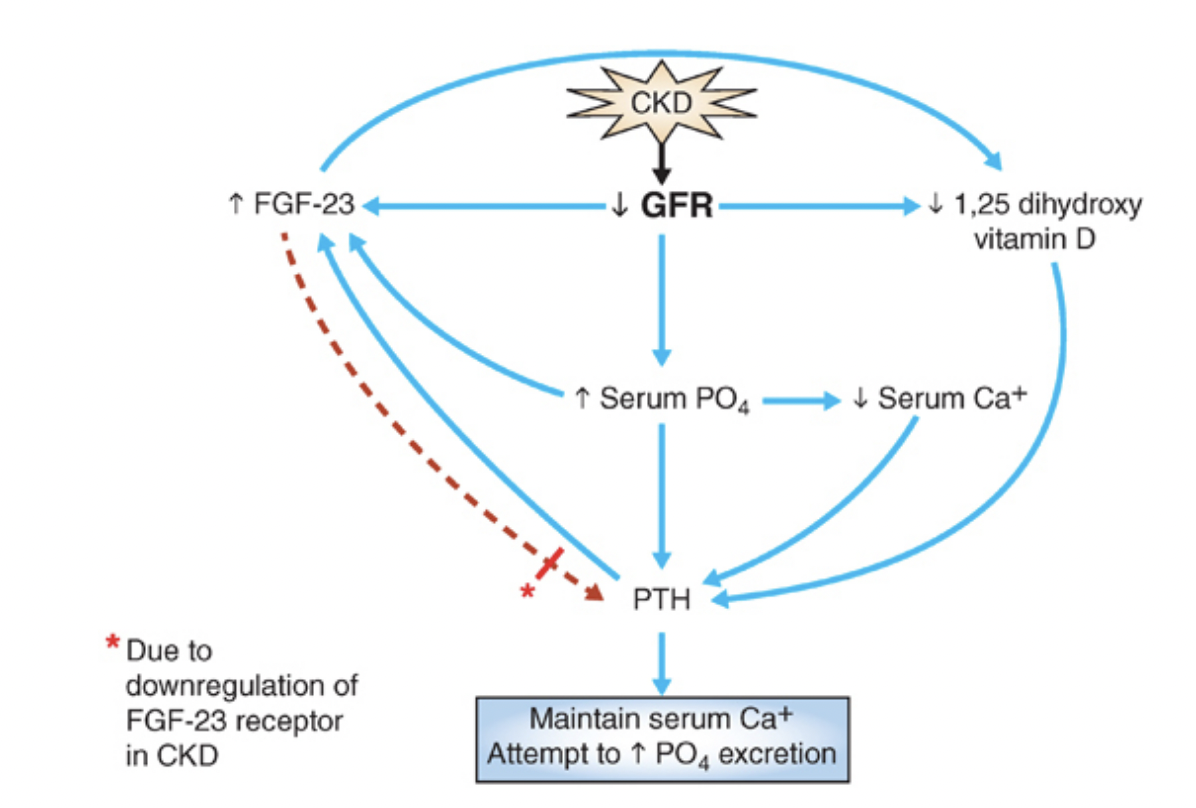 CKD
↑ FGF-23
↓ GFR
↓ 1,25 dihydroxy
vitamin D
↑ Serum PO₄
↓ Serum Ca⁺
*
PTH
* Due to
downregulation of
FGF-23 receptor
in CKD
Maintain serum Ca⁺
Attempt to ↑ PO₄ excretion